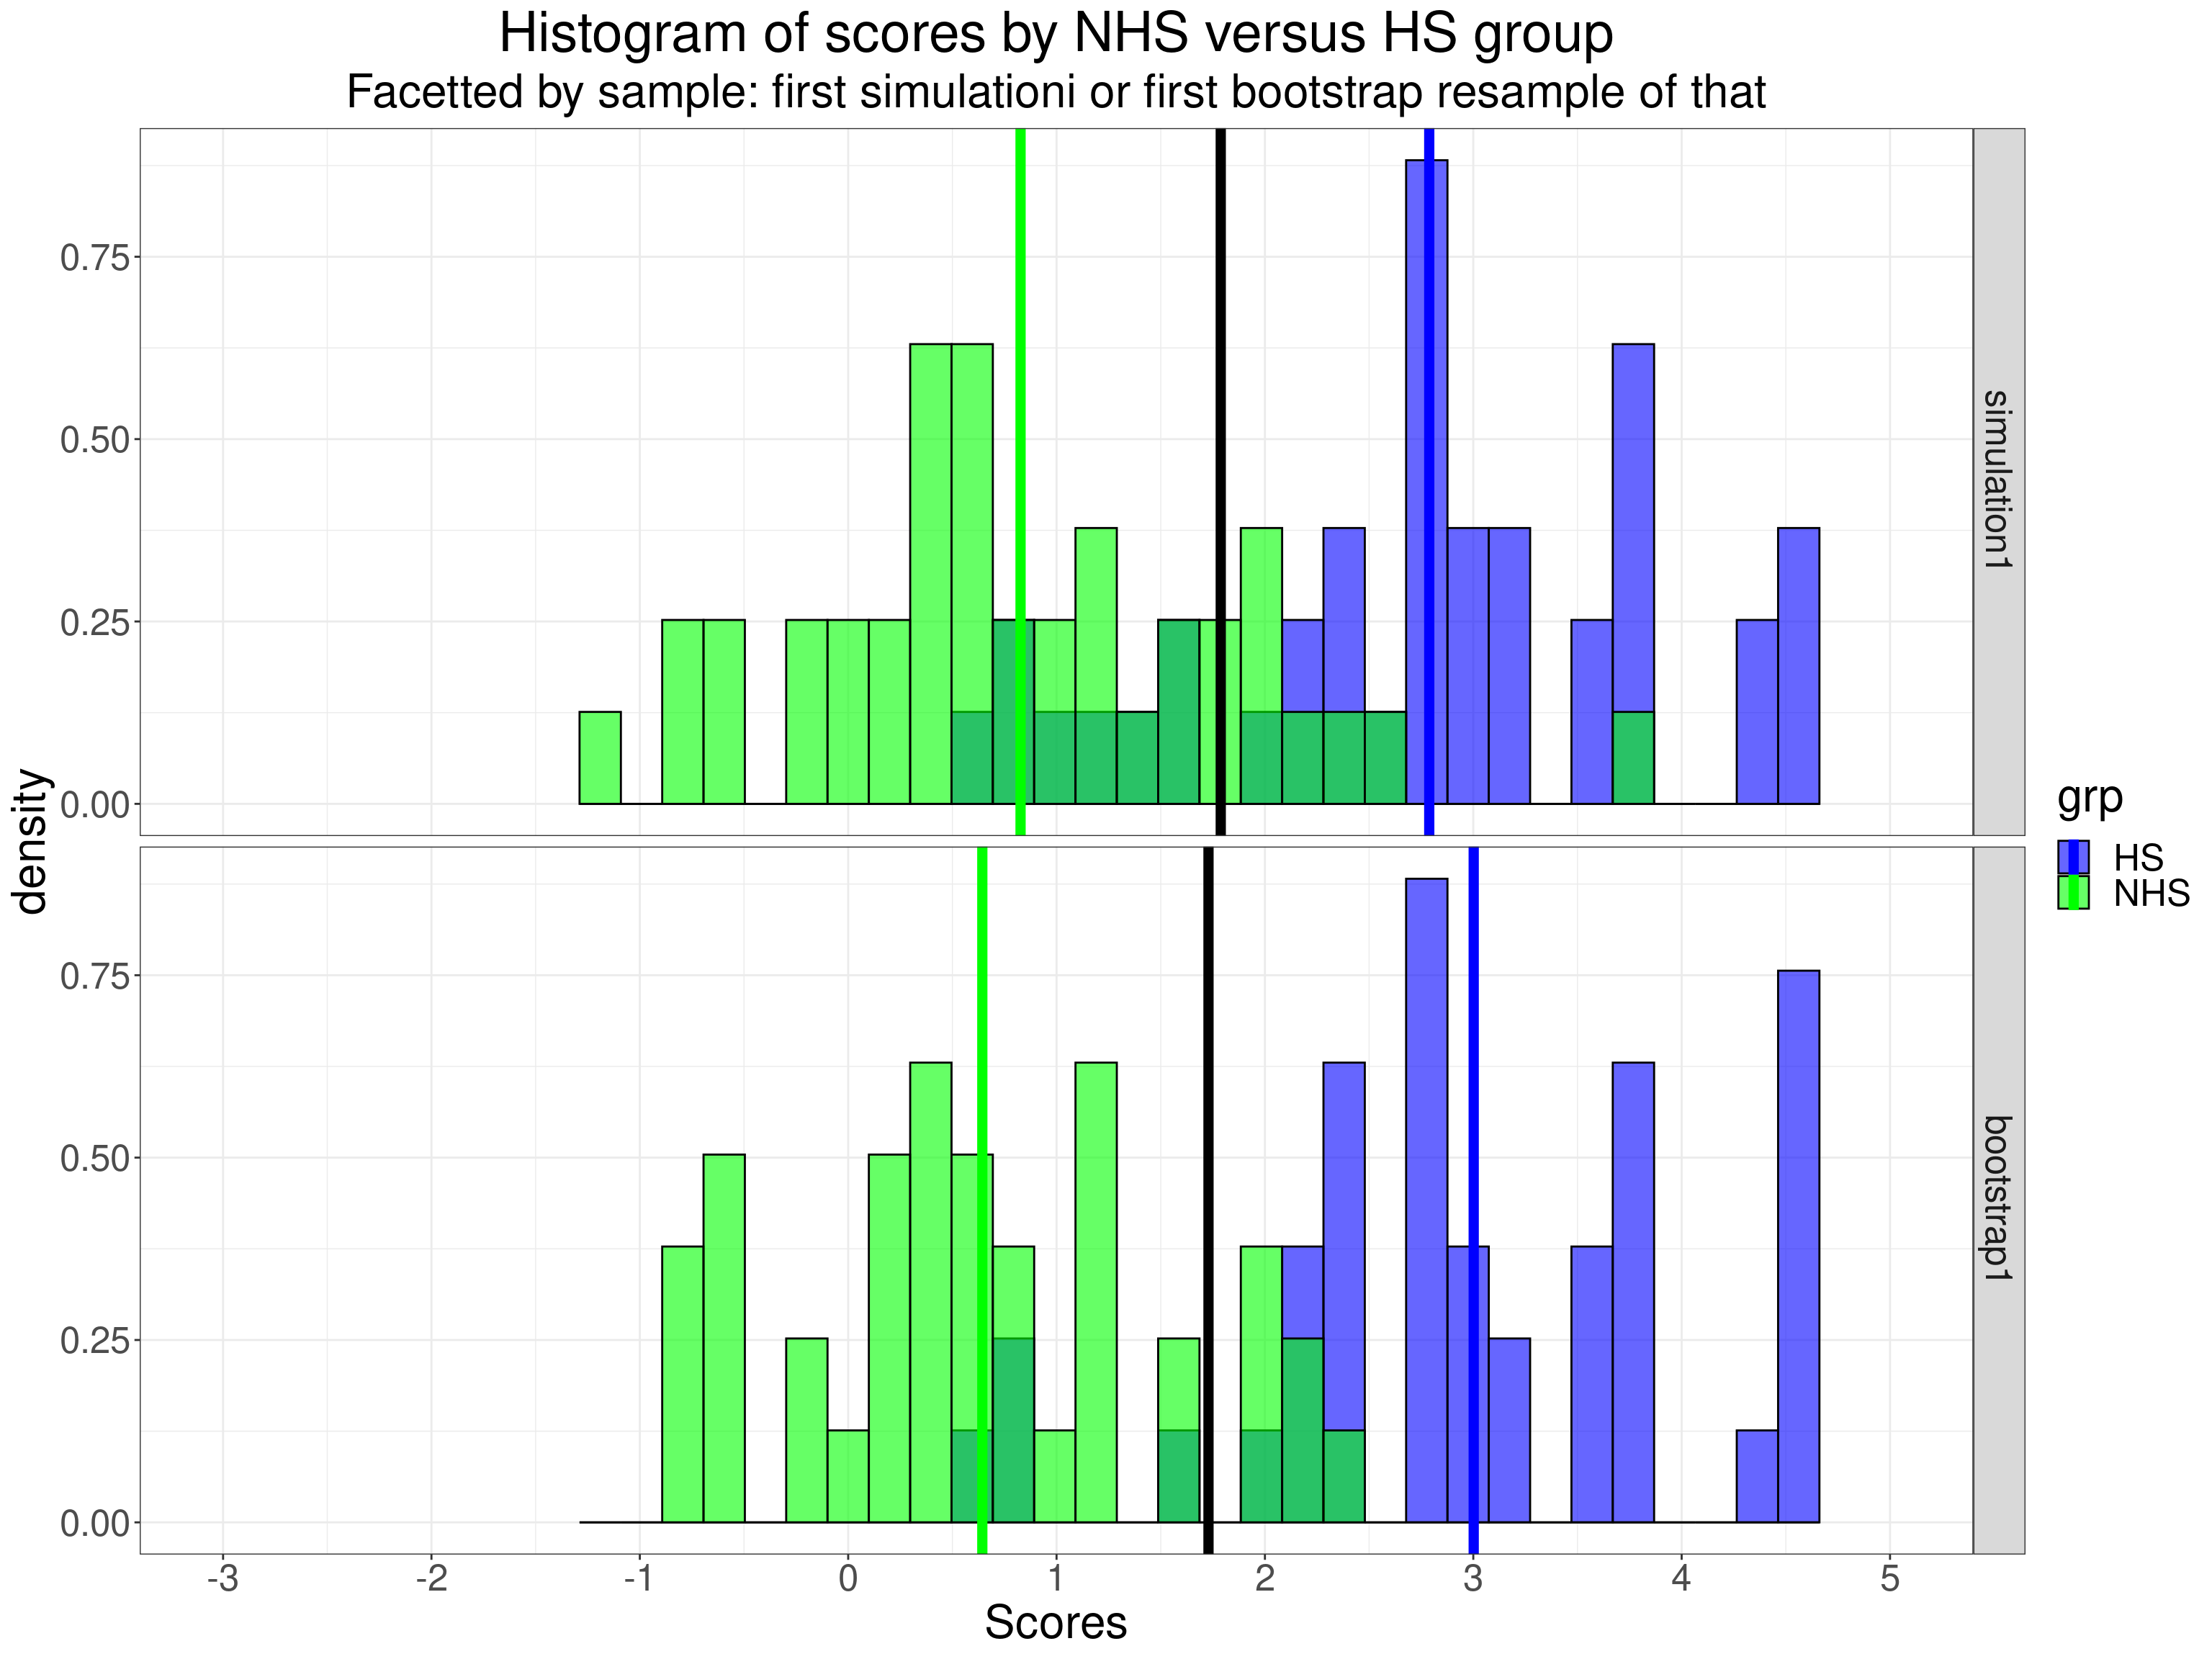 Histogram of scores by NHS versus HS group
Facetted by sample: first simulationi or first bootstrap resample of that
density
0.75
0.50
0.25
0.00
simulation1
0.75
0.50
0.25
0.00
bootstrap1
-3 -2 -1 0 1 2 3 4 5
Scores
grp
HS
NHS